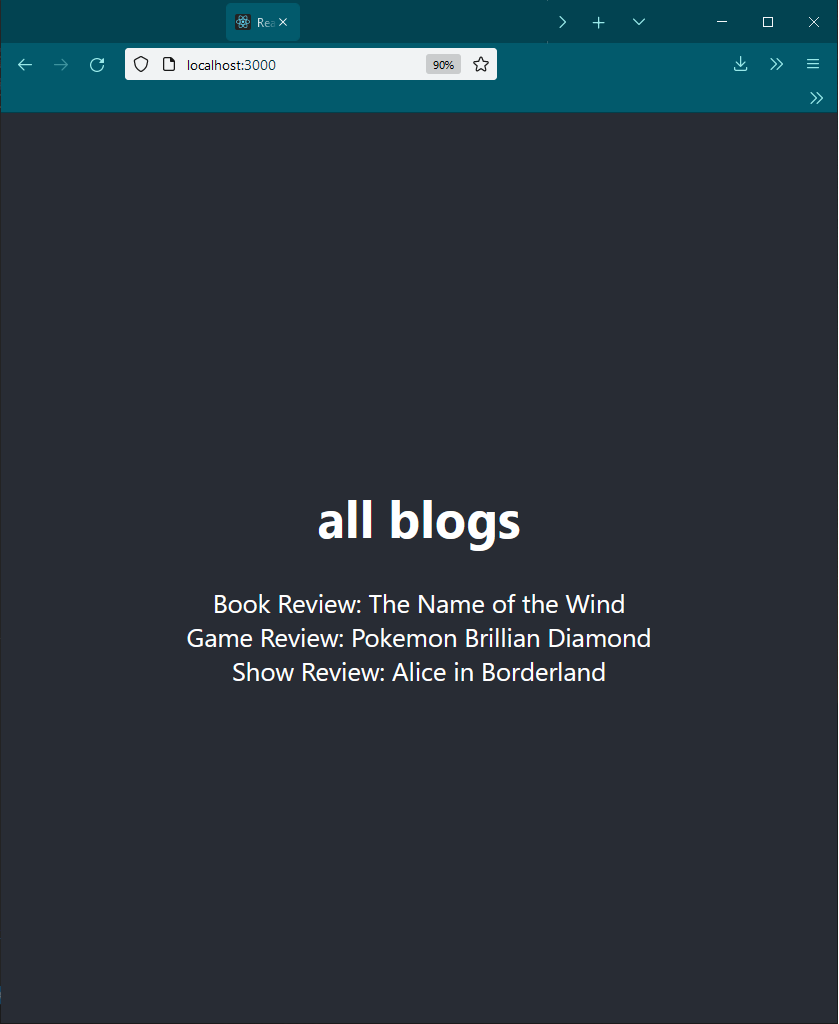 Rea
localhost:3000
90%
all blogs
Book Review: The Name of the Wind
Game Review: Pokemon Brillian Diamond
Show Review: Alice in Borderland